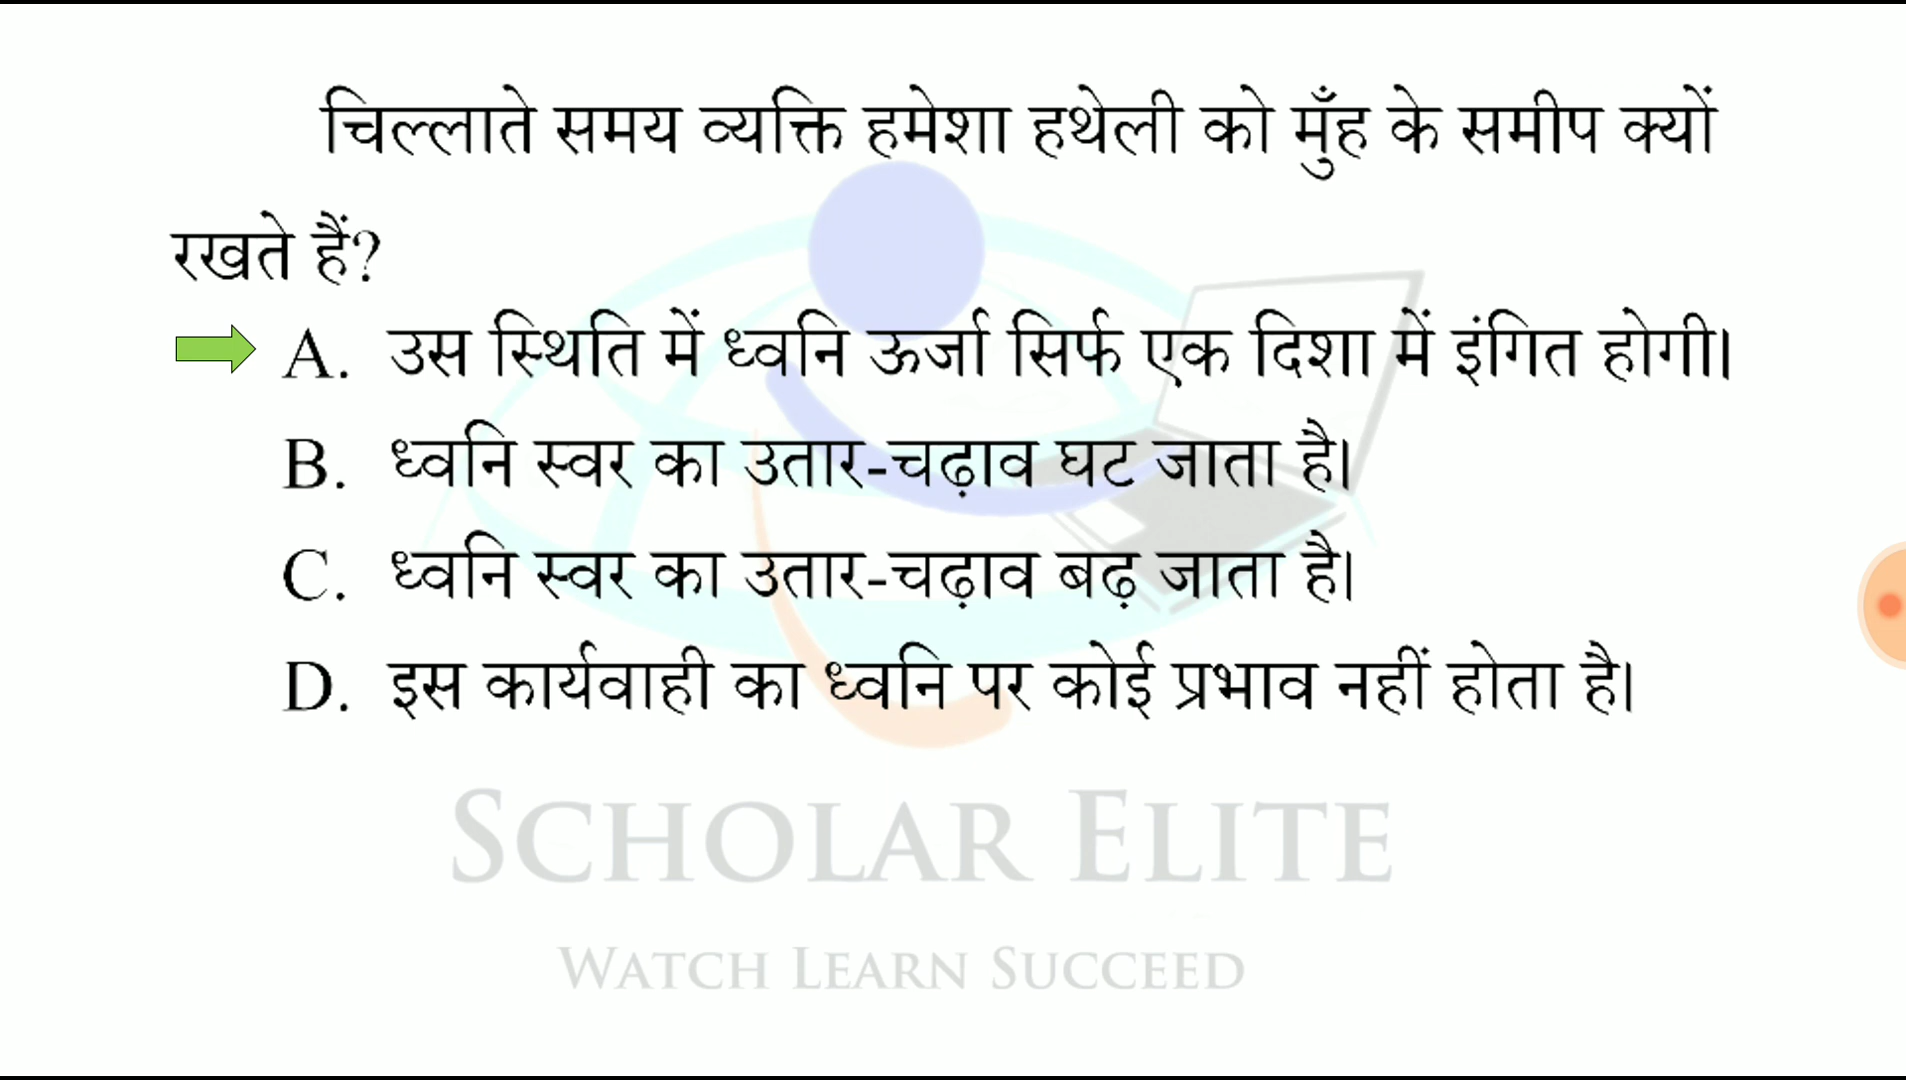 चिल्लाते समय व्यक्ति हमेशा हथेली को मुँह के समीप क्यों
रखते हैं?
A. उस स्थिति में ध्वनि ऊर्जा सिर्फ एक दिशा में इंगित होगी।
B. ध्वनि स्वर का उतार-चढ़ाव घट जाता है।
C. ध्वनि स्वर का उतार-चढ़ाव बढ़ जाता है।
D. इस कार्यवाही का ध्वनि पर कोई प्रभाव नहीं होता है।
SCHOLAR ELITE
WATCH LEARN SUCCEED